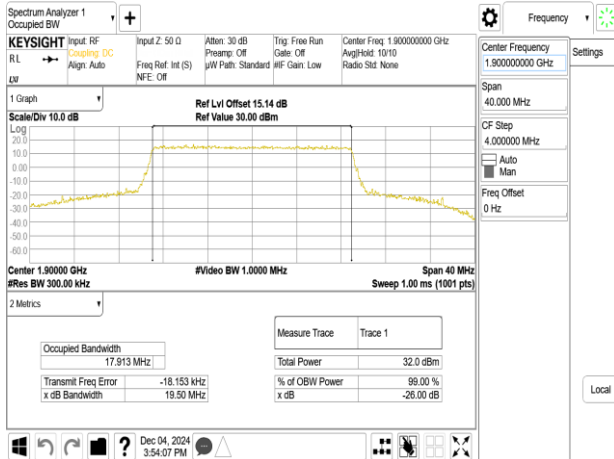 Spectrum Analyzer 1
Occupied BW
Frequency
KEYSIGHT
Input: RF
Coupling: DC
Align: Auto
Input Z: 50 Ω
Freq Ref: Int (S)
NFE: Off
Atten: 30 dB
Preamp: Off
µW Path: Standard
Trig: Free Run
Gate: Off
#IF Gain: Low
Center Freq: 1.900000000 GHz
Avg|Hold: 10/10
Radio Std: None
RL
LXI
Center Frequency
1.900000000 GHz
Settings
Span
40.000 MHz
CF Step
4.000000 MHz
Auto
Man
Freq Offset
0 Hz
Local
1 Graph
Scale/Div 10.0 dB
Ref Lvl Offset 15.14 dB
Ref Value 30.00 dBm
Log
20.0
10.0
0.00
-10.0
-20.0
-30.0
-40.0
-50.0
-60.0
Center 1.90000 GHz
#Res BW 300.00 kHz
#Video BW 1.0000 MHz
Span 40 MHz
Sweep 1.00 ms (1001 pts)
2 Metrics
Measure Trace Trace 1
Occupied Bandwidth
17.913 MHz
Total Power 32.0 dBm
Transmit Freq Error -18.153 kHz
% of OBW Power 99.00 %
x dB Bandwidth 19.50 MHz
x dB -26.00 dB
Dec 04, 2024
3:54:07 PM